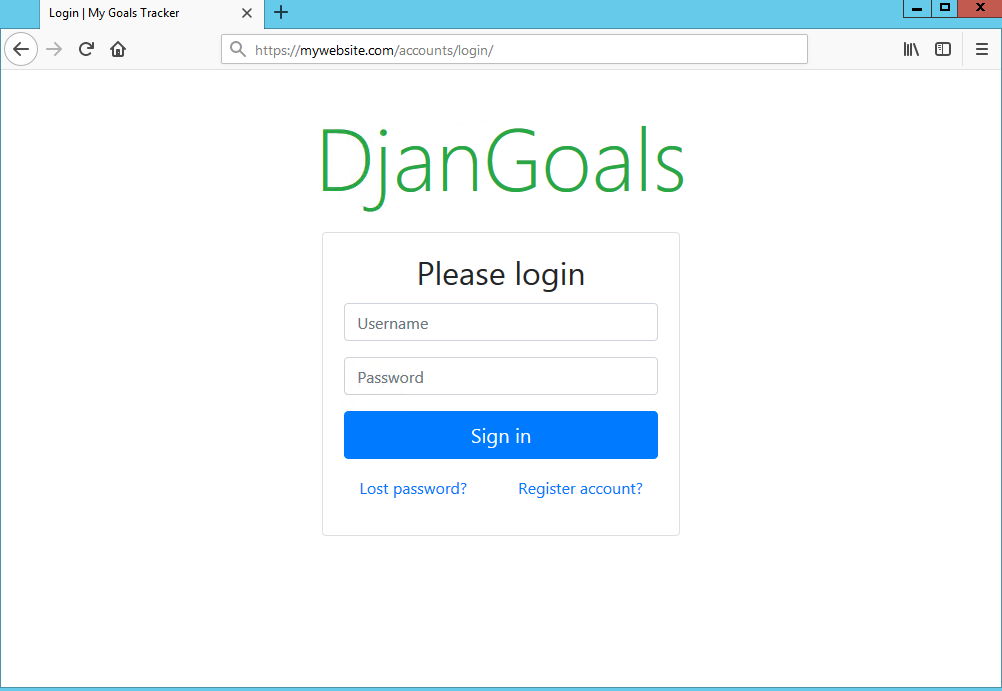 Login | My Goals Tracker
https://mywebsite.com/accounts/login/
DjanGoals
Please login
Username
Password
Sign in
Lost password? Register account?